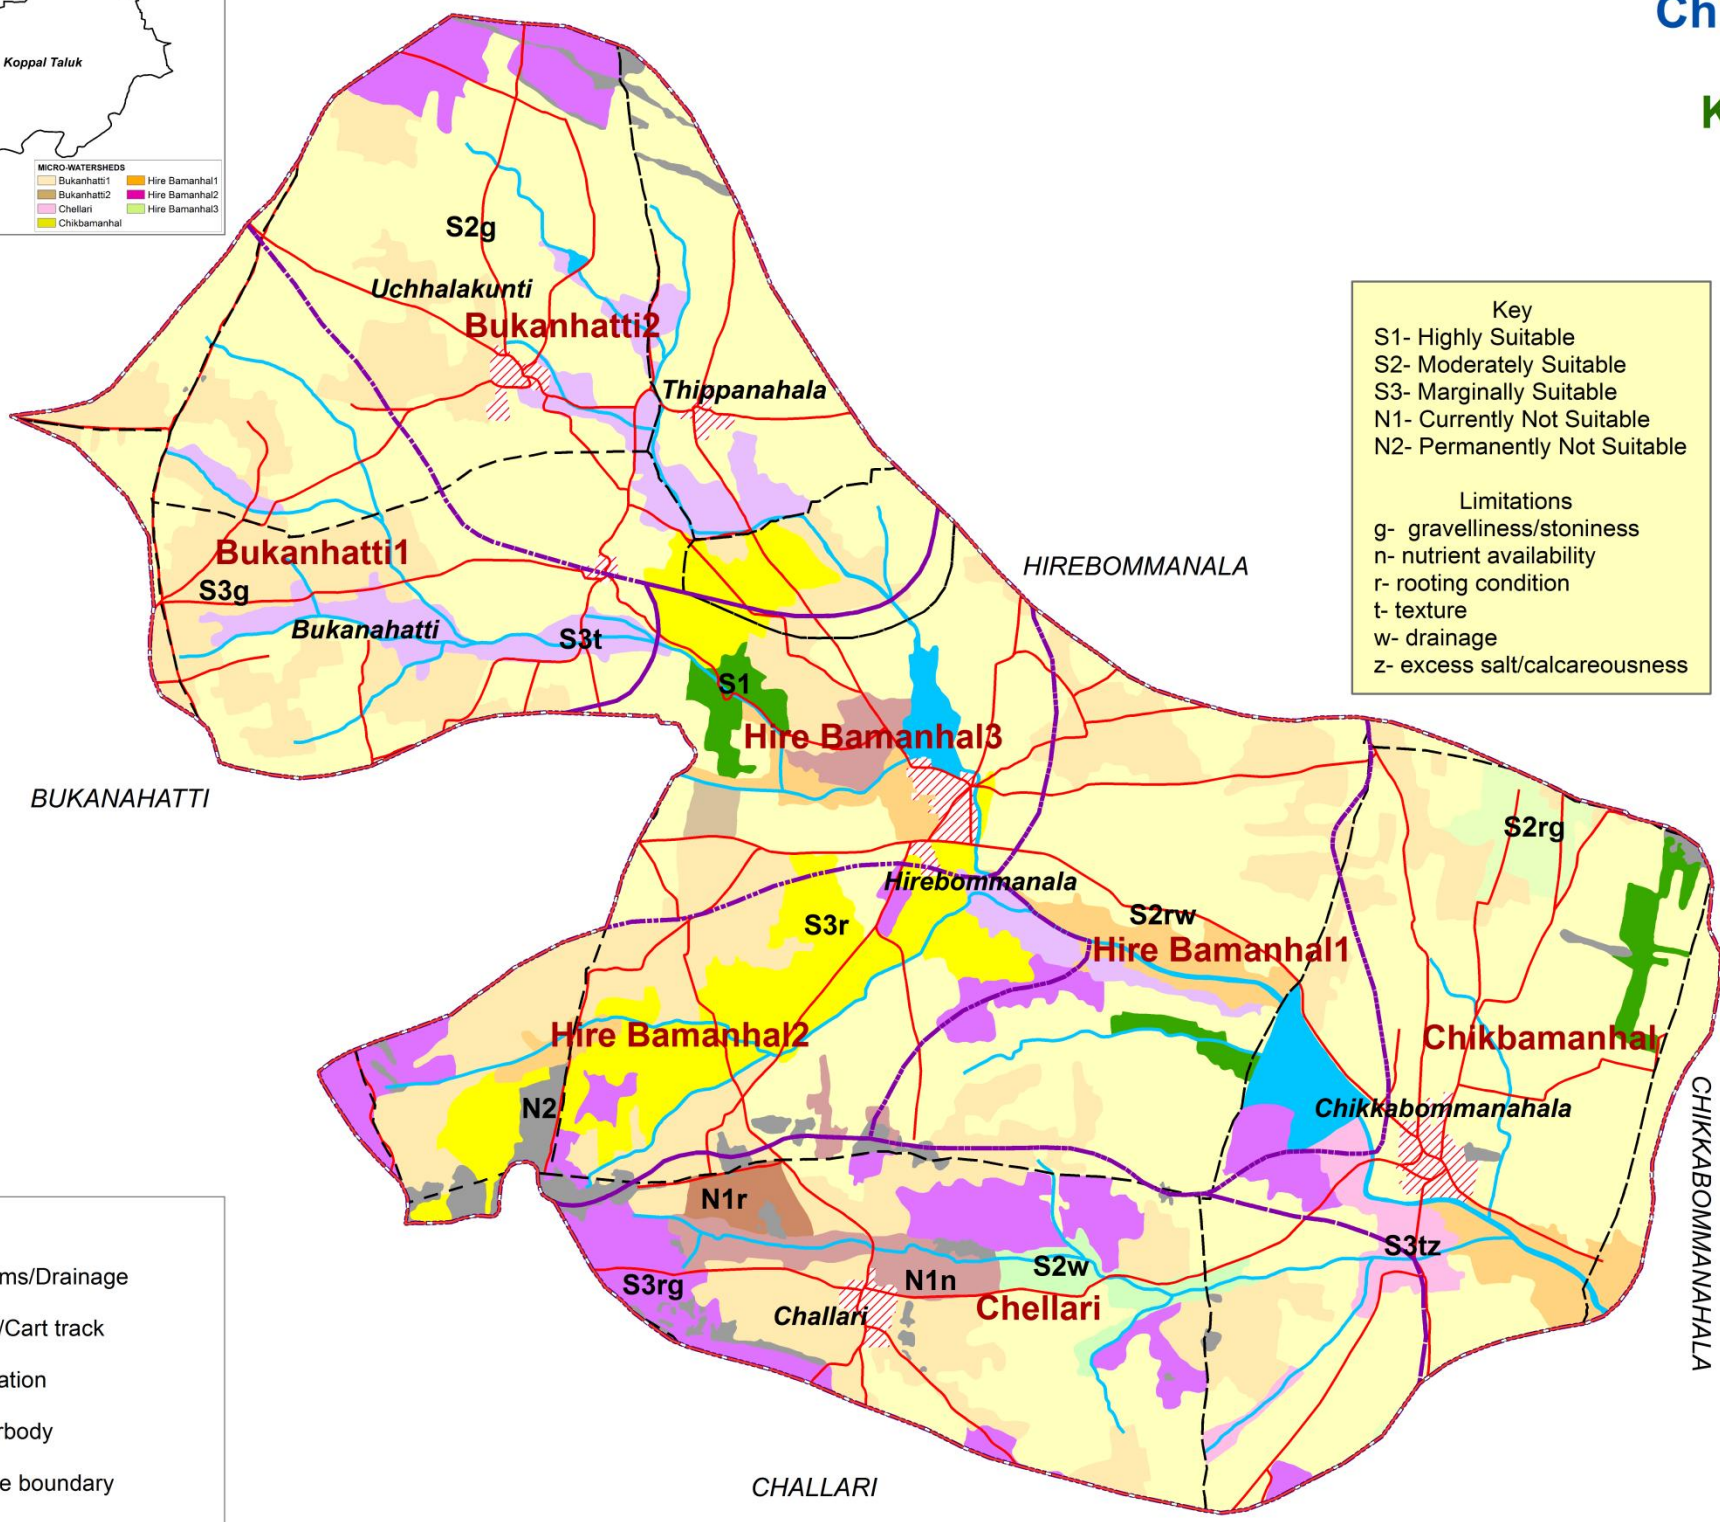 Ch
K
Koppal Taluk
MICRO-WATERSHEDS
Bukanhatti1
Hire Bamanhal1
Bukanhatti2
Hire Bamanhal2
Chellari
Hire Bamanhal3
Chikbamanhal
S2g
Uchhalakunti
Bukanhatti2
Thippanahala
Key
S1- Highly Suitable
S2- Moderately Suitable
S3- Marginally Suitable
N1- Currently Not Suitable
N2- Permanently Not Suitable
Limitations
g- gravelliness/stoniness
n- nutrient availability
r- rooting condition
t- texture
w- drainage
z- excess salt/calcareousness
Bukanhatti1
S3g
HIREBOMMANALA
Bukanahatti
S3t
S1
Hire Bamanhal3
BUKANAHATTI
S2rg
Hirebommanala
S3r
S2rw
Hire Bamanhal1
Hire Bamanhal2
Chikbamanhal
N2
Chikkabommanahala
CHIKKABOMMANAHALA
N1r
S3tz
S2w
N1n
S3rg
Chellari
Challari
ms/Drainage
/Cart track
ation
rbody
e boundary
CHALLARI